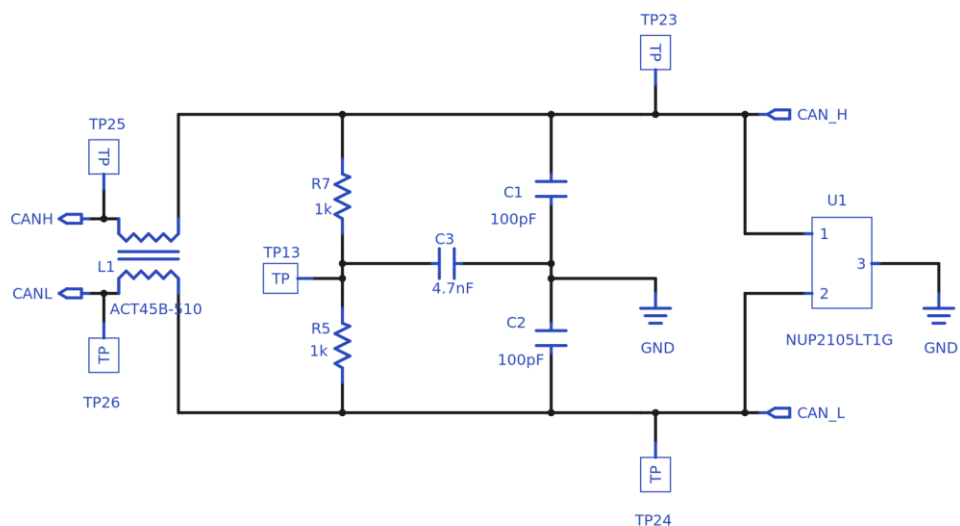 TP23
TP
CAN_H
TP25
TP
R7
1k
C1
100pF
U1
CANH
1
C3
TP13
TP
3
L1
4.7nF
CANL
2
ACT45B-510
R5
1k
C2
100pF
GND
NUP2105LT1G
GND
TP
TP26
CAN_L
TP
TP24